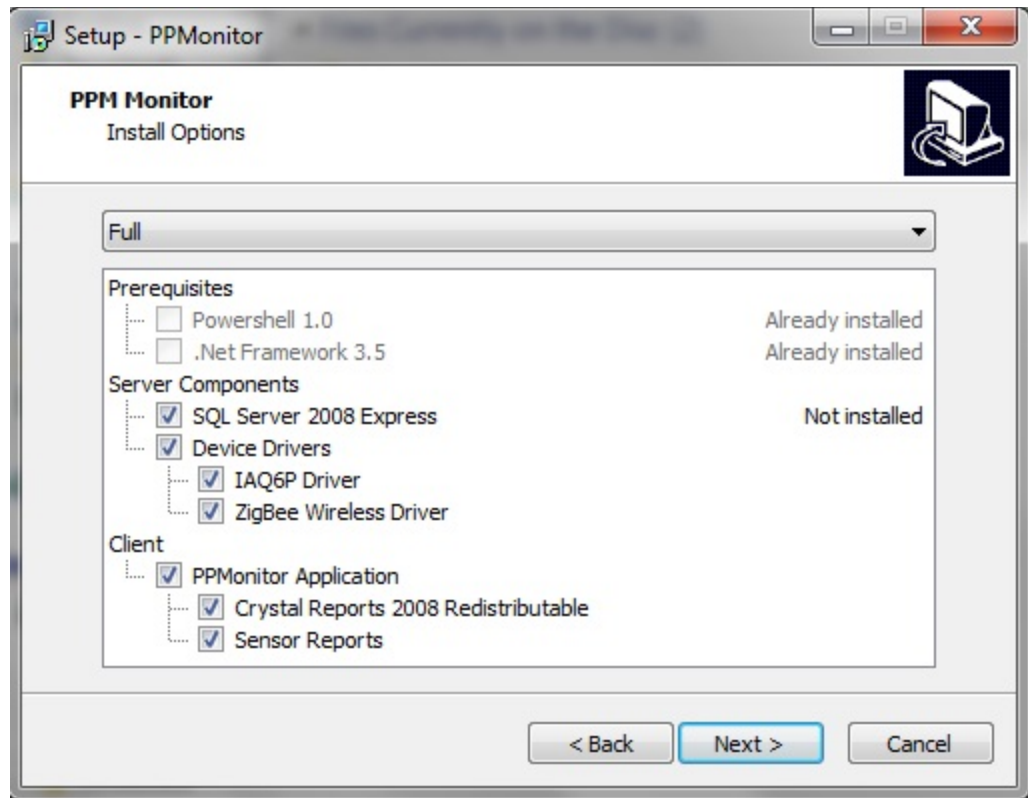 Setup - PPMonitor
PPM Monitor
Install Options
Full
Prerequisites
Powershell 1.0 Already installed
.Net Framework 3.5 Already installed
Server Components
SQL Server 2008 Express Not installed
Device Drivers
IAQ6P Driver
ZigBee Wireless Driver
Client
PPMonitor Application
Crystal Reports 2008 Redistributable
Sensor Reports
< Back Next > Cancel